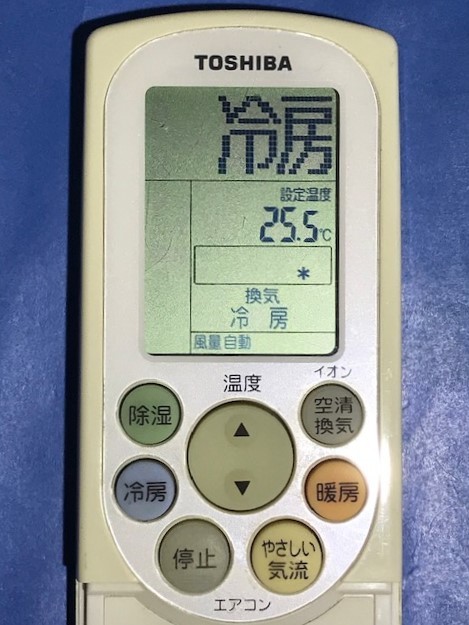 TOSHIBA
冷房
設定温度
25.5℃
*
換気
冷 房
風量自動
イオン
温度
除湿
空清
換気
▲
▼
冷房
暖房
停止
やさしい
気流
エアコン